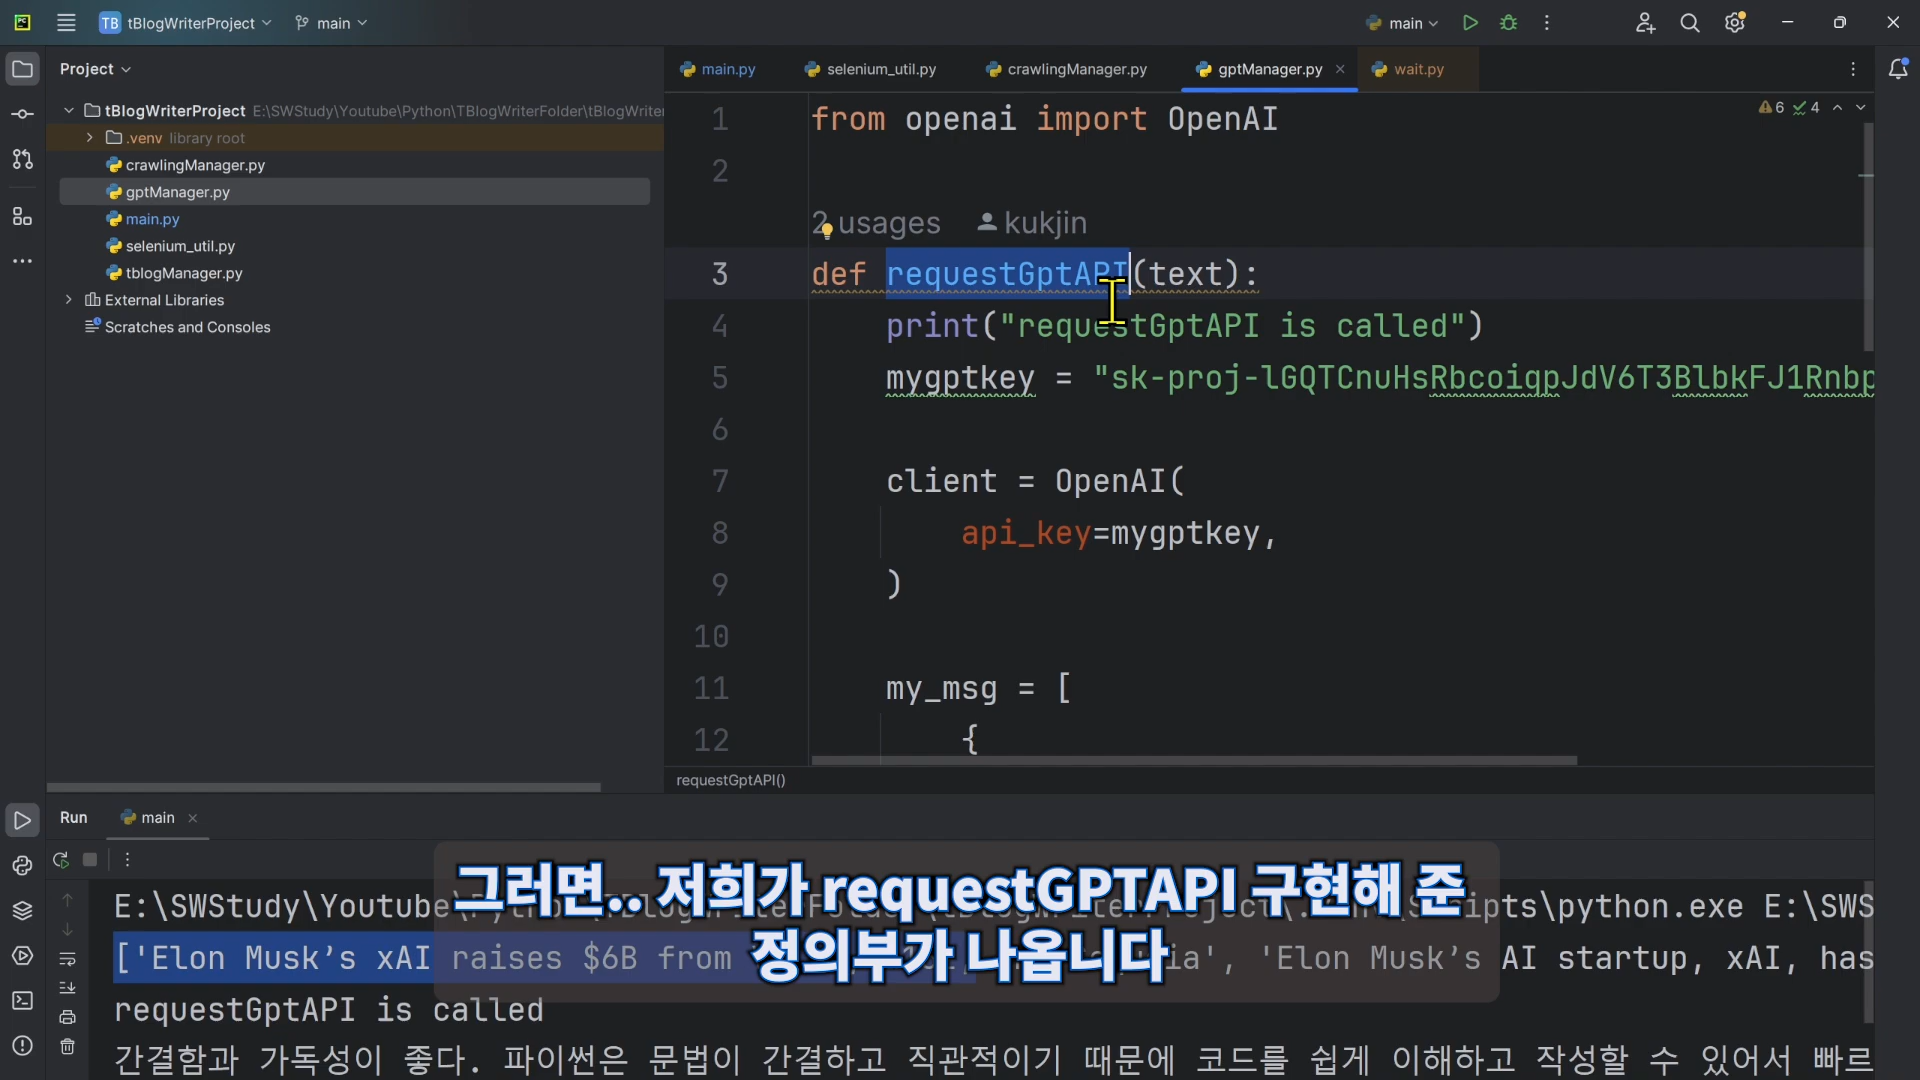 TB tBlogWriterProject main main
Project main.py selenium_util.py crawlingManager.py gptManager.py wait.py
tBlogWriterProject E:\SWStudy\Youtube\Python\TBlogWriterFolder\tBlogWriter
.venv library root
crawlingManager.py
gptManager.py
main.py
selenium_util.py
tblogManager.py
External Libraries
Scratches and Consoles
6 4
1 from openai import OpenAI
2
2 usages kukjin
3 def requestGptAPI(text):
4 print("requestGptAPI is called")
5 mygptkey = "sk-proj-lGQTCnuHsRbcoiqpJdV6T3BlbkFJ1Rnbp
6
7 client = OpenAI(
8 api_key=mygptkey,
9 )
10
11 my_msg = [
12 {
requestGptAPI()
Run main
E:\SWStudy\Youtube\python.exe E:\SWS
['Elon Musk’s xAI raises $6B from 'Elon Musk’s AI startup, xAI, has
requestGptAPI is called
간결함과 가독성이 좋다. 파이썬은 문법이 간결하고 직관적이기 때문에 코드를 쉽게 이해하고 작성할 수 있어서 빠르
그러면.. 저희가 requestGPTAPI 구현해 준
정의부가 나옵니다